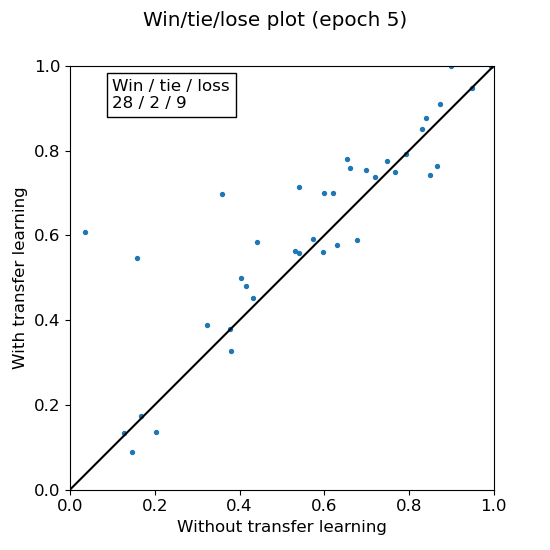 Win/tie/lose plot (epoch 5)
1.0
Win / tie / loss
28 / 2 / 9
0.8
0.6
With transfer learning
0.4
0.2
0.0
0.0 0.2 0.4 0.6 0.8 1.0
Without transfer learning